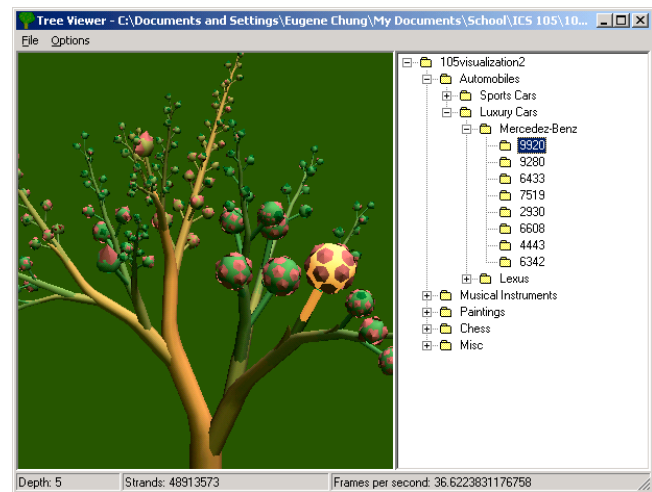 Tree Viewer - C:\Documents and Settings\Eugene Chung\My Documents\School\ICS 105\10...
File Options
105visualization2
Automobiles
Sports Cars
Luxury Cars
Mercedez-Benz
9920
9280
6433
7519
2930
6608
4443
6342
Lexus
Musical Instruments
Paintings
Chess
Misc
Depth: 5 Strands: 48913573 Frames per second: 36.6223831176758